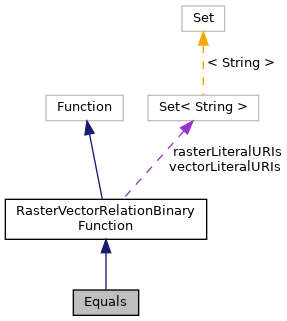 Set
< String >
Function
Set< String >
rasterLiteralURIs
vectorLiteralURIs
RasterVectorRelationBinary
Function
Equals